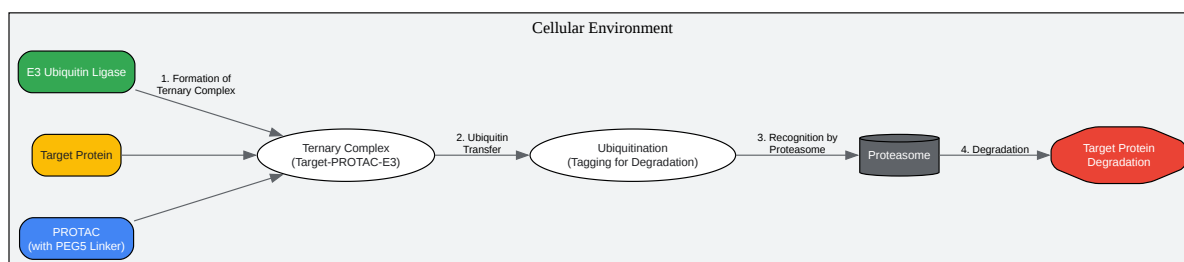 Cellular Environment
E3 Ubiquitin Ligase
1. Formation of
Ternary Complex
Target Protein
PROTAC
(with PEG5 Linker)
Ternary Complex
(Target-PROTAC-E3)
2. Ubiquitin
Transfer
Ubiquitination
(Tagging for Degradation)
3. Recognition by
Proteasome
Proteasome
4. Degradation
Target Protein
Degradation